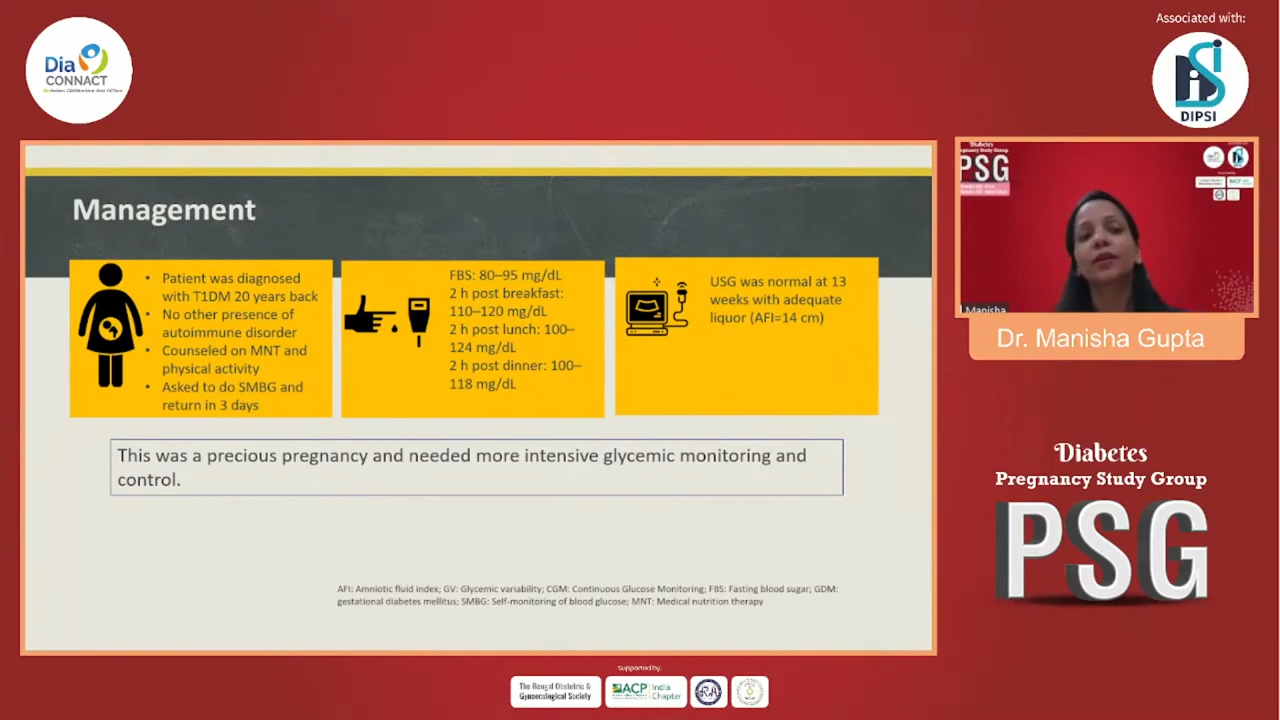 Associated with:
Dia
CONNACT
DIPSI
Management
• Patient was diagnosed
with T1DM 20 years back
• No other presence of
autoimmune disorder
• Counseled on MNT and
physical activity
• Asked to do SMBG and
return in 3 days
FBS: 80–95 mg/dL
2 h post breakfast:
110–120 mg/dL
2 h post lunch: 100–
124 mg/dL
2 h post dinner: 100–
118 mg/dL
USG was normal at 13
weeks with adequate
liquor (AFI=14 cm)
This was a precious pregnancy and needed more intensive glycemic monitoring and
control.
AFI: Amniotic fluid index; GV: Glycemic variability; CGM: Continuous Glucose Monitoring; FBS: Fasting blood sugar; GDM:
gestational diabetes mellitus; SMBG: Self-monitoring of blood glucose; MNT: Medical nutrition therapy
Diabetes
Pregnancy Study Group
PSG
Manisha
Dr. Manisha Gupta
Diabetes
Pregnancy Study Group
PSG
Supported by:
The Bengal Obstetric &
Gynaecological Society
ACP India
Chapter